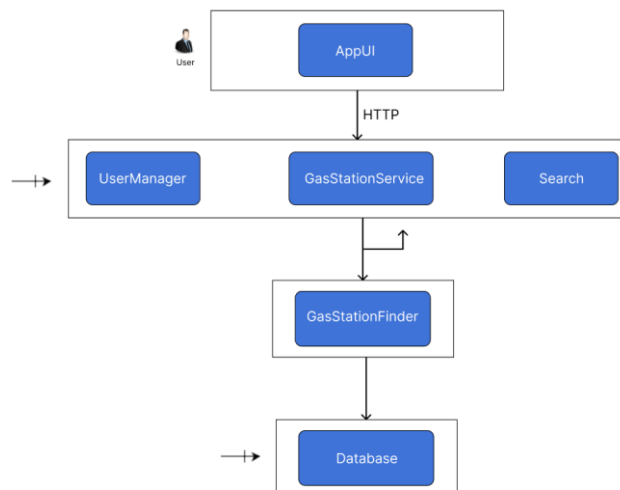 AppUI
User
HTTP
UserManager
GasStationService
Search
GasStationFinder
Database